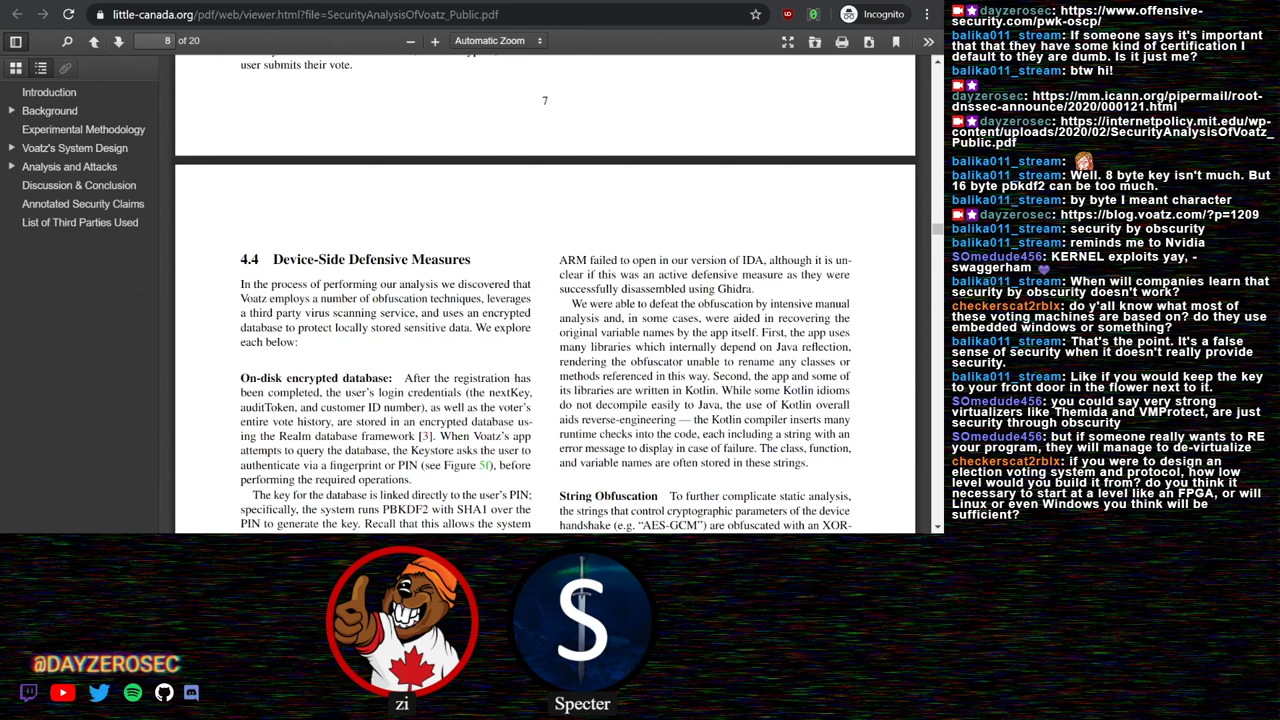 little-canada.org/pdf/web/viewer.html?file=SecurityAnalysisOfVoatz_Public.pdf
Incognito
8 of 20
Automatic Zoom
Introduction
Background
Experimental Methodology
Voatz's System Design
Analysis and Attacks
Discussion & Conclusion
Annotated Security Claims
List of Third Parties Used
user submits their vote.
7
4.4 Device-Side Defensive Measures
In the process of performing our analysis we discovered that
Voatz employs a number of obfuscation techniques, leverages
a third party virus scanning service, and uses an encrypted
database to protect locally stored sensitive data. We explore
each below:
On-disk encrypted database: After the registration has
been completed, the user's login credentials (the nextKey,
auditToken, and customer ID number), as well as the voter's
entire vote history, are stored in an encrypted database us-
ing the Realm database framework [3]. When Voatz's app
attempts to query the database, the Keystore asks the user to
authenticate via a fingerprint or PIN (see Figure 5f), before
performing the required operations.
The key for the database is linked directly to the user's PIN;
specifically, the system runs PBKDF2 with SHA1 over the
PIN to generate the key. Recall that this allows the system
ARM failed to open in our version of IDA, although it is un-
clear if this was an active defensive measure as they were
successfully disassembled using Ghidra.
We were able to defeat the obfuscation by intensive manual
analysis and, in some cases, were aided in recovering the
original variable names by the app itself. First, the app uses
many libraries which internally depend on Java reflection,
rendering the obfuscator unable to rename any classes or
methods referenced in this way. Second, the app and some of
its libraries are written in Kotlin. While some Kotlin idioms
do not decompile easily to Java, the use of Kotlin overall
aids reverse-engineering — the Kotlin compiler inserts many
runtime checks into the code, each including a string with an
error message to display in case of failure. The class, function,
and variable names are often stored in these strings.
String Obfuscation To further complicate static analysis,
the strings that control cryptographic parameters of the device
handshake (e.g. “AES-GCM”) are obfuscated with an XOR-
dayzerosec: https://www.offensive-
security.com/pwk-oscp/
balika011_stream: If someone says it's important
that that they have some kind of certification I
default to they are dumb. Is it just me?
balika011_stream: btw hi!
dayzerosec: https://mm.icann.org/pipermail/root-
dnssec-announce/2020/000121.html
dayzerosec: https://internetpolicy.mit.edu/wp-
content/uploads/2020/02/SecurityAnalysisOfVoatz_
Public.pdf
balika011_stream:
balika011_stream: Well. 8 byte key isn't much. But
16 byte pbkdf2 can be too much.
balika011_stream: by byte I meant character
dayzerosec: https://blog.voatz.com/?p=1209
balika011_stream: security by obscurity
balika011_stream: reminds me to Nvidia
SOmedude456: KERNEL exploits yay, -
swaggerham
balika011_stream: When will companies learn that
security by obscurity doesn't work?
checkerscat2rblx: do y'all know what most of
these voting machines are based on? do they use
embedded windows or something?
balika011_stream: That's the point. It's a false
sense of security when it doesn't really provide
security.
balika011_stream: Like if you would keep the key to
your front door in the flower next to it.
SOmedude456: you could say very strong
virtualizers like Themida and VMProtect, are just
security through obscurity
SOmedude456: but if someone really wants to RE
your program, they will manage to de-virtualize
checkerscat2rblx: if you were to design an
election voting system and protocol, how low
level would you build it from? do you think it
necessary to start at a level like an FPGA, or will
Linux or even Windows you think will be
sufficient?
S
@DAYZEROSEC
zi
Specter